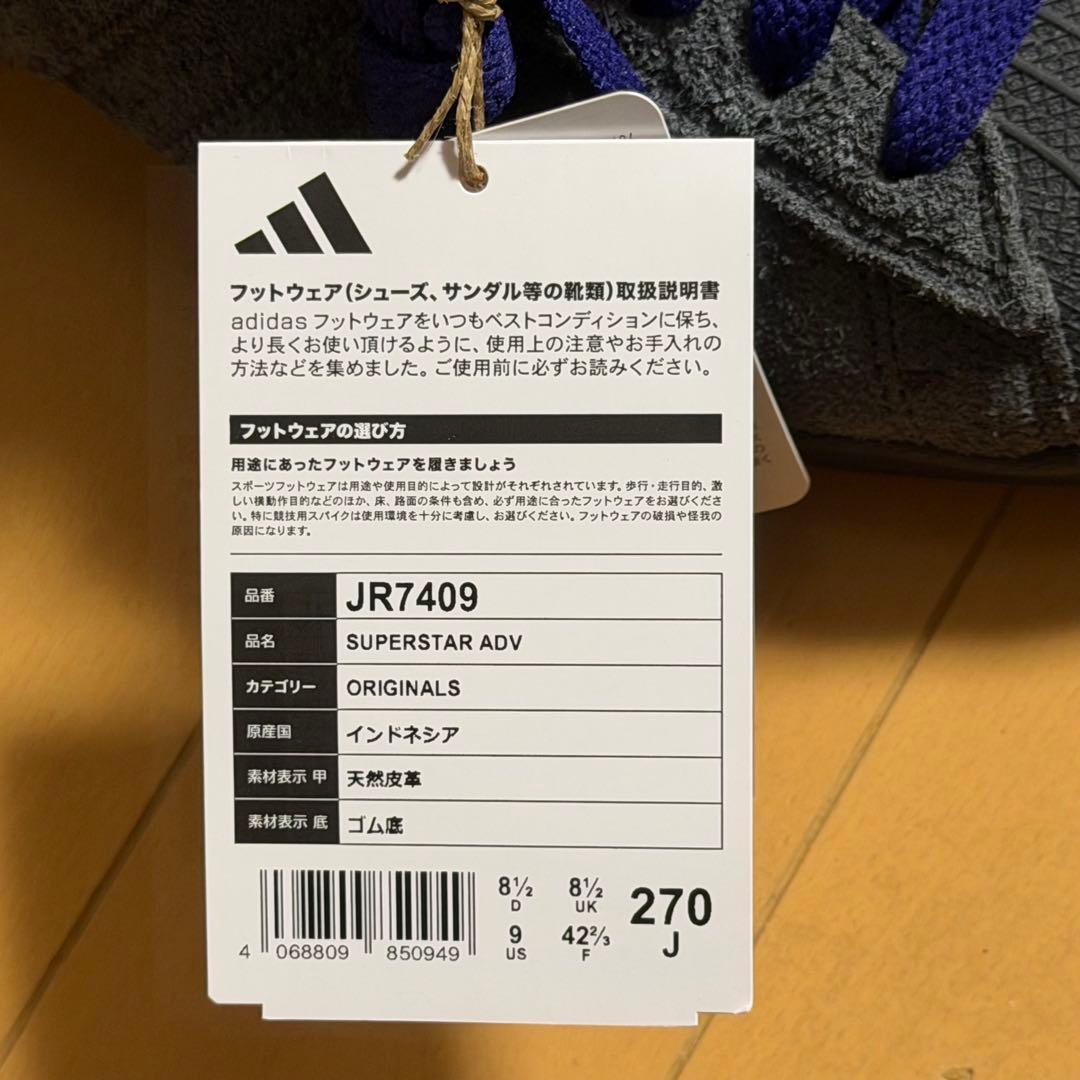 フットウェア(シューズ、サンダル等の靴類)取扱説明書
adidas フットウェアをいつもベストコンディションに保ち、
より長くお使い頂けるように、使用上の注意やお手入れの
方法などを集めました。ご使用前に必ずお読みください。
フットウェアの選び方
用途にあったフットウェアを履きましょう
スポーツフットウェアは用途や使用目的によって設計がそれぞれされています。歩行・走行目的、激
しい横動作目的などのほか、床、路面の条件も含め、必ず用途に合ったフットウェアをお選びくださ
い。特に競技用スパイクは使用環境を十分に考慮し、お選びください。フットウェアの破損や怪我の
原因になります。
品番 JR7409
品名 SUPERSTAR ADV
カテゴリー ORIGINALS
原産国 インドネシア
素材表示 甲 天然皮革
素材表示 底 ゴム底
8½ 8½ 270
D UK J
9 42⅔
US F
4 068809 850949